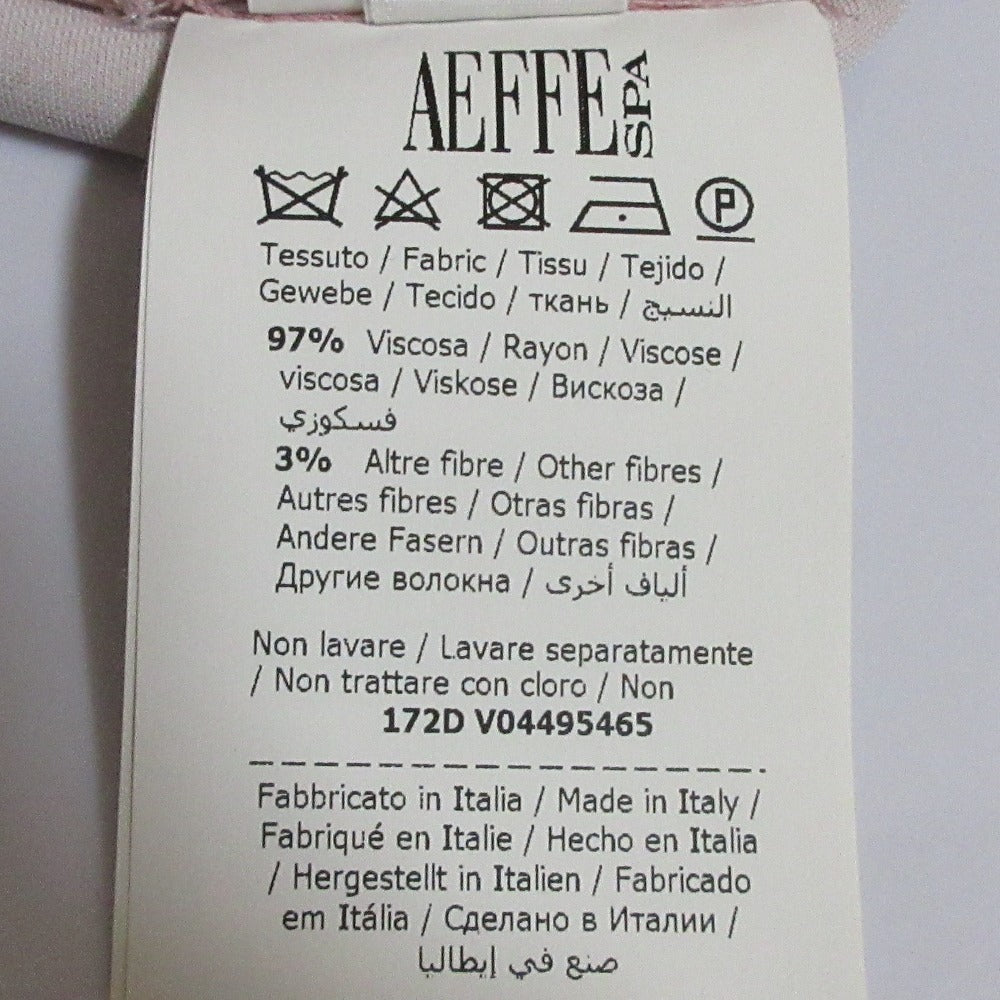 AEFFE SPA
P
Tessuto / Fabric / Tissu / Tejido /
Gewebe / Tecido / ткань / النسيج
97% Viscosa / Rayon / Viscose /
viscosa / Viskose / Вискоза /
فسكوزي
3% Altre fibre / Other fibres /
Autres fibres / Otras fibras /
Andere Fasern / Outras fibras /
Другие волокна / ألياف أخرى
Non lavare / Lavare separatamente
/ Non trattare con cloro / Non
172D V04495465
Fabbricato in Italia / Made in Italy /
Fabriqué en Italie / Hecho en Italia
/ Hergestellt in Italien / Fabricado
em Itália / Сделано в Италии /
صنع في إيطاليا